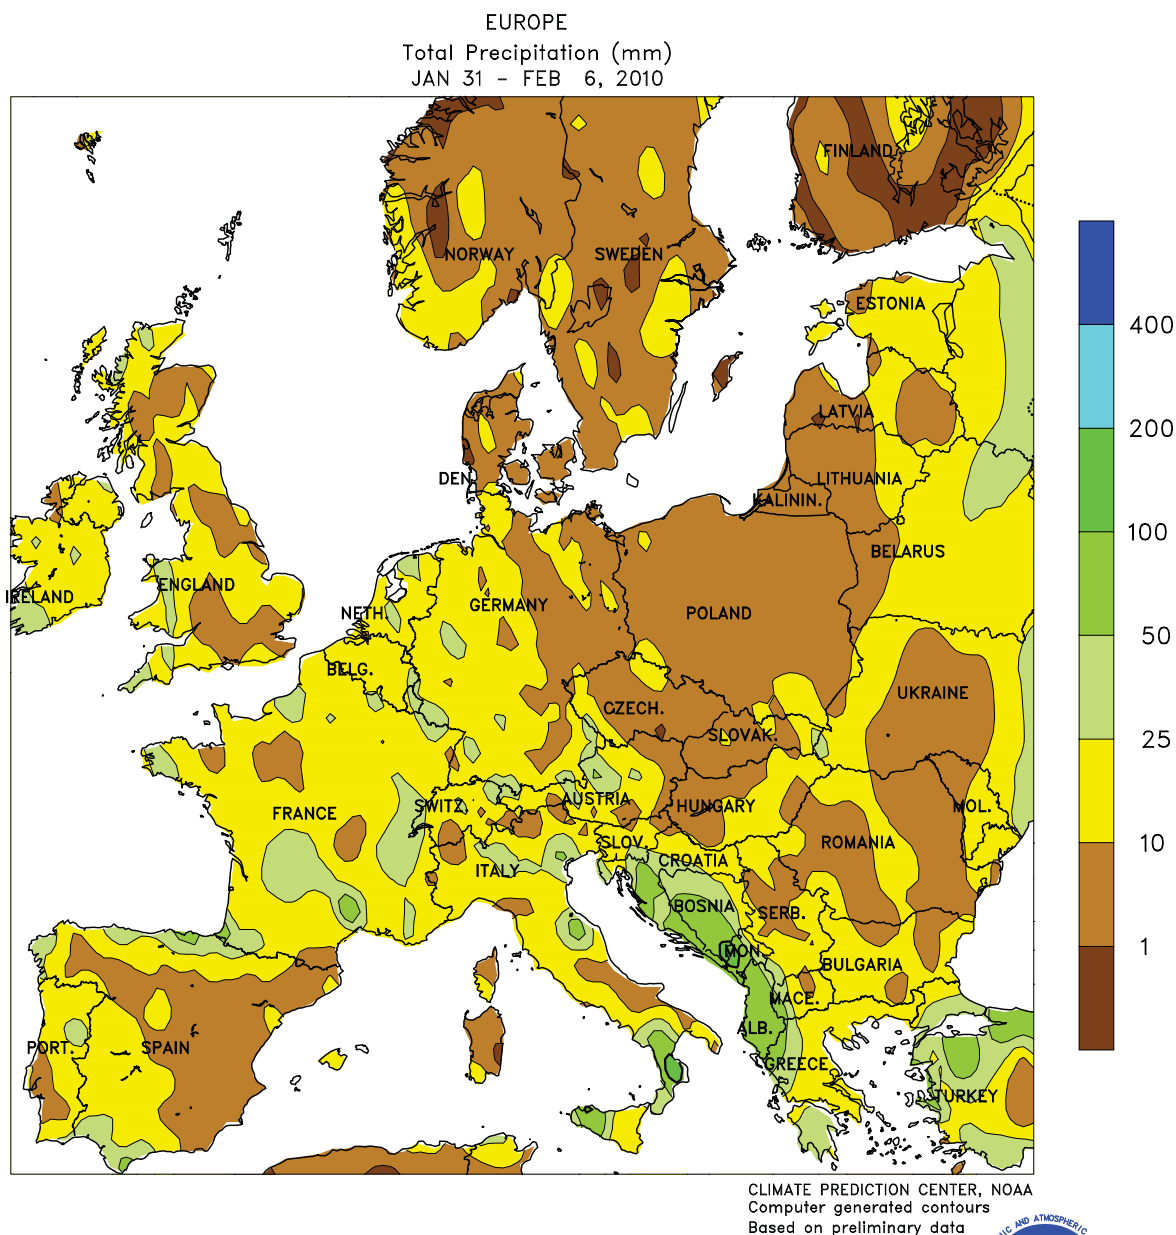 EUROPE
Total Precipitation (mm)
JAN 31 - FEB 6, 2010
FINLAND
NORWAY
SWEDEN
ESTONIA
LATVIA
DEN.
LITHUANIA
KALININ.
BELARUS
IRELAND
ENGLAND
NETH.
GERMANY
POLAND
BELG.
UKRAINE
CZECH.
SLOVAK.
FRANCE
SWITZ.
AUSTRIA
HUNGARY
MOL.
SLOV.
ROMANIA
CROATIA
ITALY
BOSNIA
SERB.
MON.
BULGARIA
MACE.
ALB.
PORT.
SPAIN
GREECE
TURKEY
400
200
100
50
25
10
1
CLIMATE PREDICTION CENTER, NOAA
Computer generated contours
Based on preliminary data
AND ATMOSPHERIC